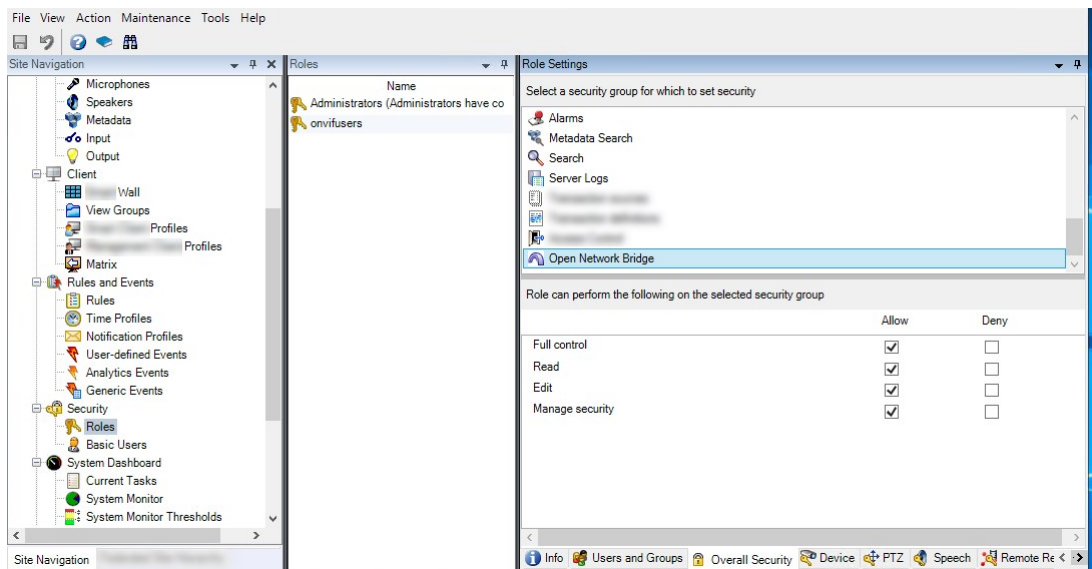 File View Action Maintenance Tools Help
Site Navigation
Microphones
Speakers
Metadata
Input
Output
Client
Wall
View Groups
Profiles
Profiles
Matrix
Rules and Events
Rules
Time Profiles
Notification Profiles
User-defined Events
Analytics Events
Generic Events
Security
Roles
Basic Users
System Dashboard
Current Tasks
System Monitor
System Monitor Thresholds
Site Navigation
Roles
Name
Administrators (Administrators have co
onvifusers
Role Settings
Select a security group for which to set security
Alarms
Metadata Search
Search
Server Logs
Open Network Bridge
Role can perform the following on the selected security group
Allow Deny
Full control
Read
Edit
Manage security
Info Users and Groups Overall Security Device PTZ Speech Remote Re